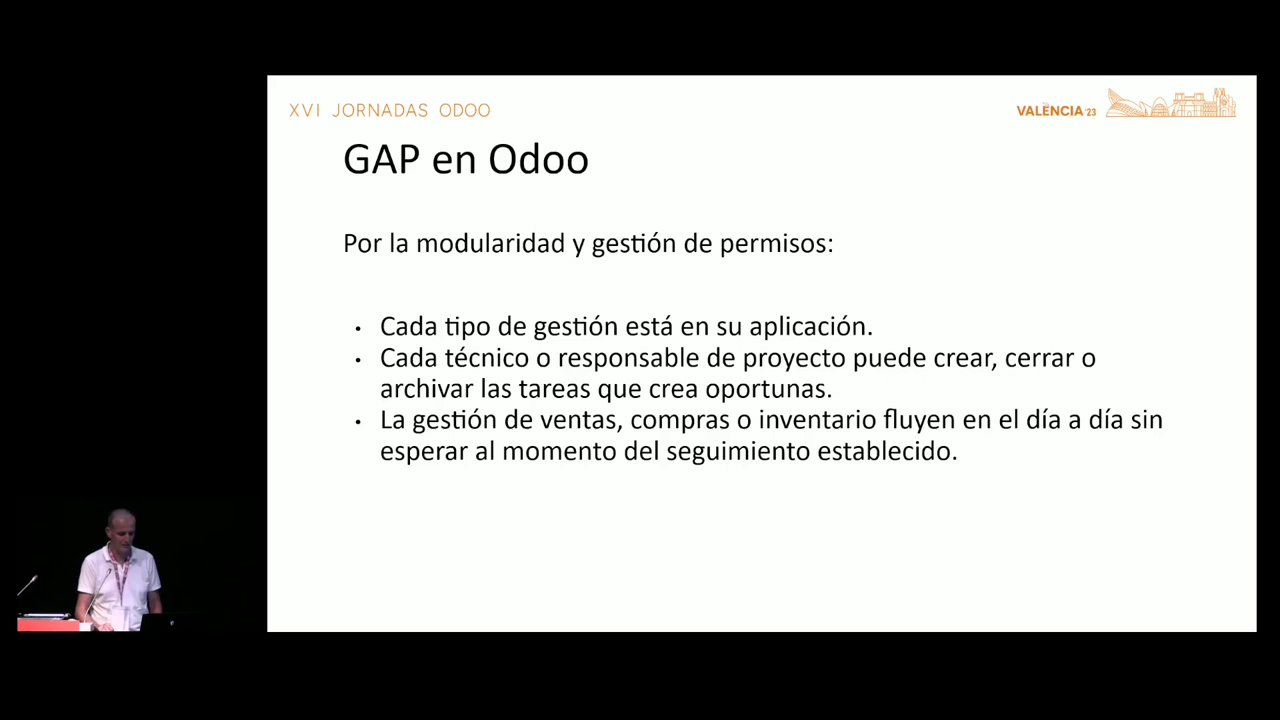 XVI JORNADAS ODOO
VALÈNCIA '23
GAP en Odoo
Por la modularidad y gestión de permisos:
• Cada tipo de gestión está en su aplicación.
• Cada técnico o responsable de proyecto puede crear, cerrar o
archivar las tareas que crea oportunas.
• La gestión de ventas, compras o inventario fluyen en el día a día sin
esperar al momento del seguimiento establecido.